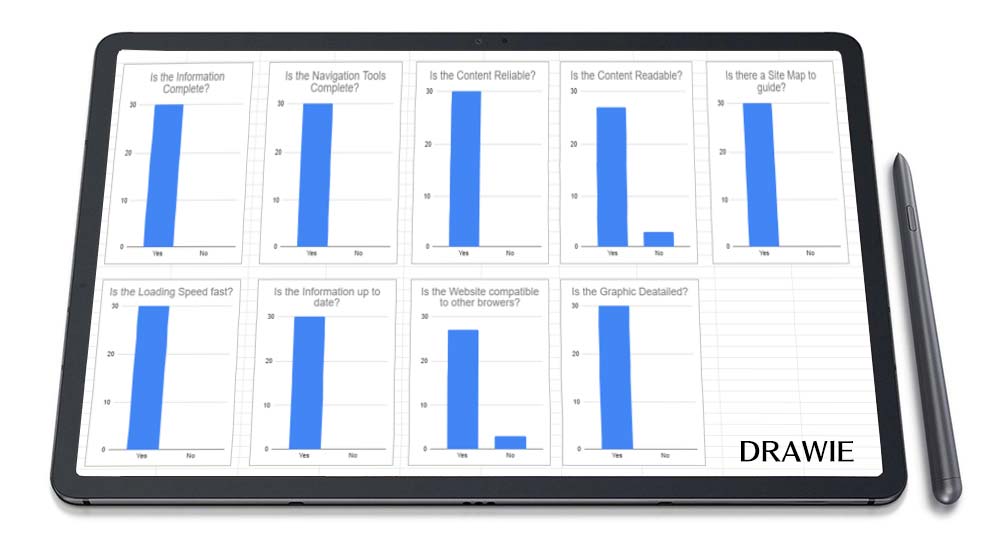 Is the Information
Complete?
30
20
10
0
Yes
No
Is the Navigation Tools
Complete?
30
20
10
0
Yes
No
Is the Content Reliable?
30
20
10
0
Yes
No
Is the Content Readable?
30
20
10
0
Yes
No
Is there a Site Map to
guide?
30
20
10
0
Yes
No
Is the Loading Speed fast?
30
20
10
0
Yes
No
Is the Information up to
date?
30
20
10
0
Yes
No
Is the Website compatible
to other browers?
30
20
10
0
Yes
No
Is the Graphic Deatailed?
30
20
10
0
Yes
No
DRAWIE